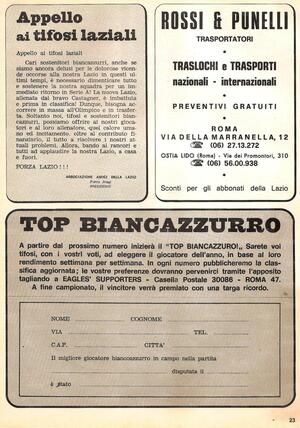 Appello
ai tifosi laziali
Appello ai tifosi laziali
Cari sostenitori biancazzurri, anche se
siamo ancora delusi per le dolorose vicen-
de occorse alla nostra Lazio in questi ul-
timi tempi, è necessario dimenticare tutto
e sostenere la nostra squadra per un im-
mediato ritorno in Serie A! La nuova Lazio,
allenata dal bravo Castagner, è imbattuta
e prima in classifica! Dunque, bisogna ac-
correre in massa all'Olimpico e in trasfer-
ta. Soltanto noi, tifosi e sostenitori bian-
cazzurri, possiamo offrire ai nostri gioca-
tori e al loro allenatore, quel calore uma-
no ed incitamento, oltre al contributo fi-
nanziario, il tutto a risolvere i nostri at-
tuali problemi. Allora, bando ai rancori e
tutti ad applaudire la nostra Lazio, a casa
e fuori.
FORZA LAZIO!!!
ASSOCIAZIONE AMICI DELLA LAZIO
PRESIDENTE
ROSSI & PUNELLI
TRASPORTATORI
•
TRASLOCHI e TRASPORTI
nazionali - internazionali
•
PREVENTIVI GRATUITI
•
ROMA
VIA DELLA MARRANELLA, 12
☎ (06) 27.13.272
OSTIA LIDO (Roma) - Via dei Promontori, 310
☎ (06) 56.00.938
Sconti per gli abbonati della Lazio
TOP BIANCAZZURRO
A partire dal prossimo numero inizierà il "TOP BIANCAZZURRO!,, Sarete voi
tifosi, con i vostri voti, ad eleggere il giocatore dell'anno, in base al loro
rendimento settimana per settimana. In ogni numero pubblicheremo la clas-
sifica aggiornata; le vostre preferenze dovranno pervenirci tramite l'apposito
tagliando a EAGLES' SUPPORTERS - Casella Postale 30086 - ROMA 47.
A fine campionato, il vincitore verrà premiato con una targa ricordo.
NOME COGNOME
VIA TEL.
C.A.P. CITTA'
Il migliore giocatore biancazzurro in campo nella partita
disputata il
è stato
23